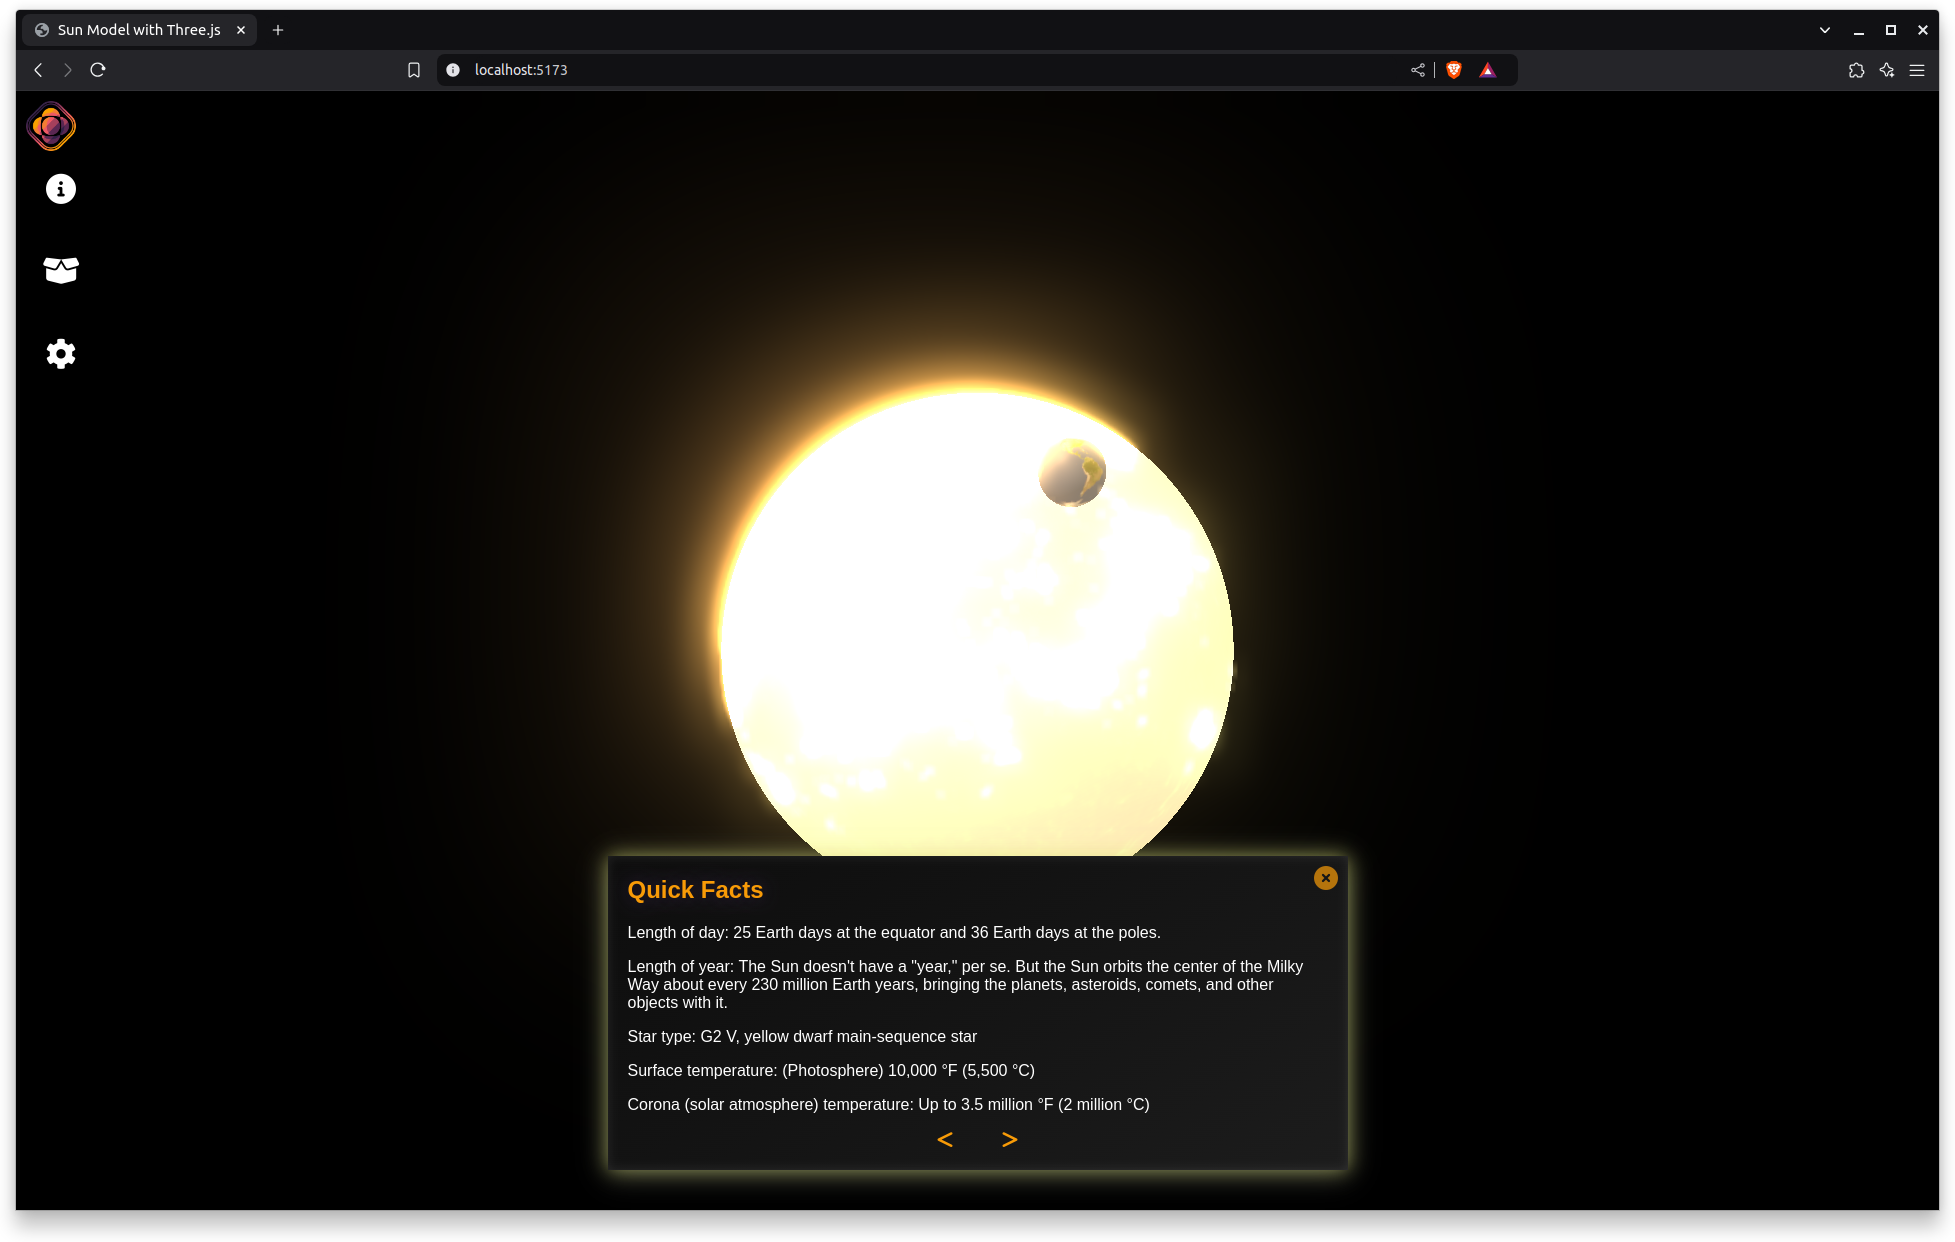 Sun Model with Three.js
localhost:5173
Quick Facts
Length of day: 25 Earth days at the equator and 36 Earth days at the poles.
Length of year: The Sun doesn't have a "year," per se. But the Sun orbits the center of the Milky
Way about every 230 million Earth years, bringing the planets, asteroids, comets, and other
objects with it.
Star type: G2 V, yellow dwarf main-sequence star
Surface temperature: (Photosphere) 10,000 °F (5,500 °C)
Corona (solar atmosphere) temperature: Up to 3.5 million °F (2 million °C)
< >